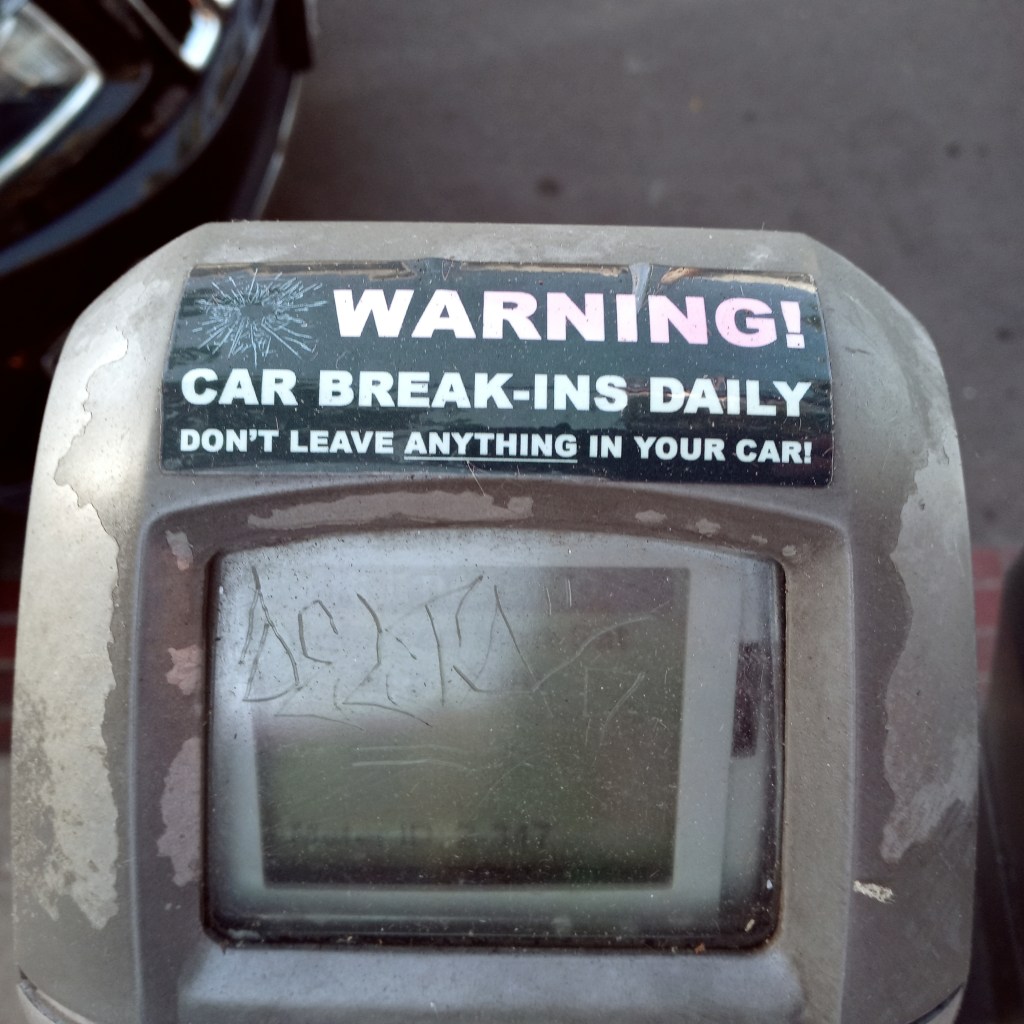 WARNING!
CAR BREAK-INS DAILY
DON'T LEAVE ANYTHING IN YOUR CAR!